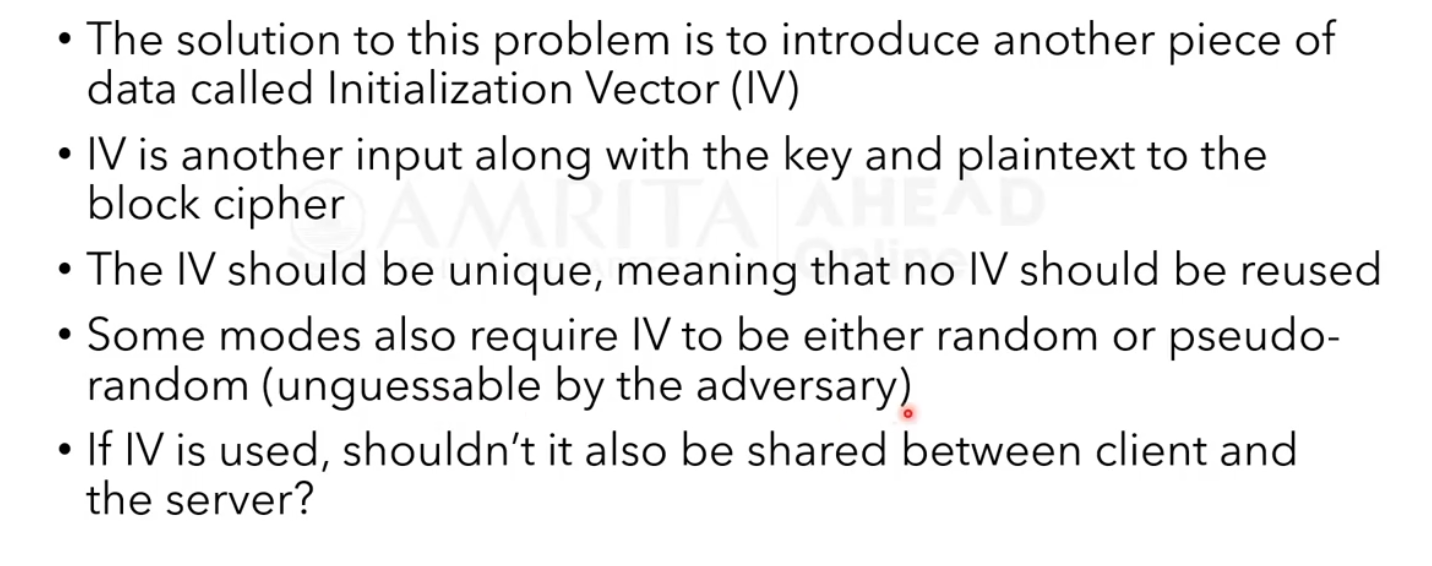 • The solution to this problem is to introduce another piece of
data called Initialization Vector (IV)
• IV is another input along with the key and plaintext to the
block cipher
AMRITA AHEAD
Online
• The IV should be unique, meaning that no IV should be reused
• Some modes also require IV to be either random or pseudo-
random (unguessable by the adversary)
• If IV is used, shouldn’t it also be shared between client and
the server?